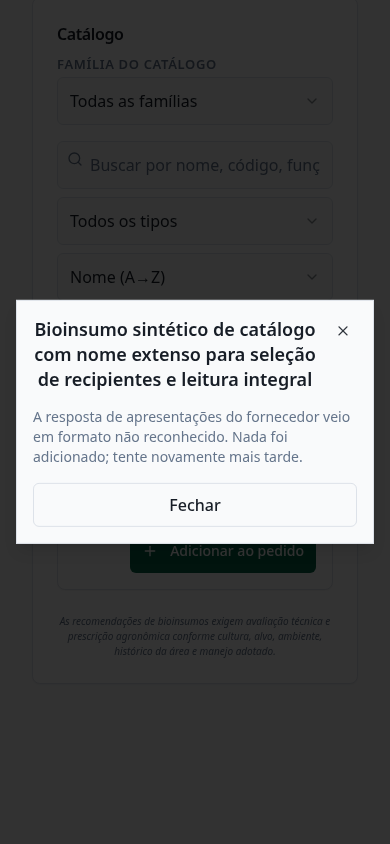 Catálogo
FAMÍLIA DO CATÁLOGO
Todas as famílias
Buscar por nome, código, funç
Todos os tipos
Nome (A→Z)
Bioinsumo sintético de catálogo
com nome extenso para seleção
de recipientes e leitura integral
A resposta de apresentações do fornecedor veio
em formato não reconhecido. Nada foi
adicionado; tente novamente mais tarde.
Fechar
Adicionar ao pedido
As recomendações de bioinsumos exigem avaliação técnica e
prescrição agronômica conforme cultura, alvo, ambiente,
histórico da área e manejo adotado.